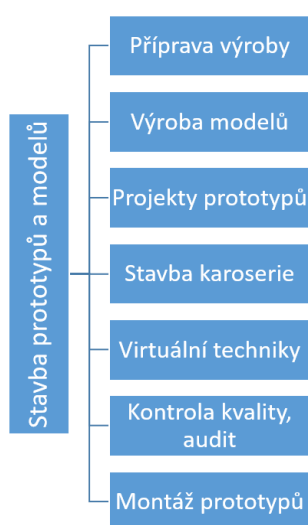 Stavba prototypů a modelů
Příprava výroby
Výroba modelů
Projekty prototypů
Stavba karoserie
Virtuální techniky
Kontrola kvality,
audit
Montáž prototypů